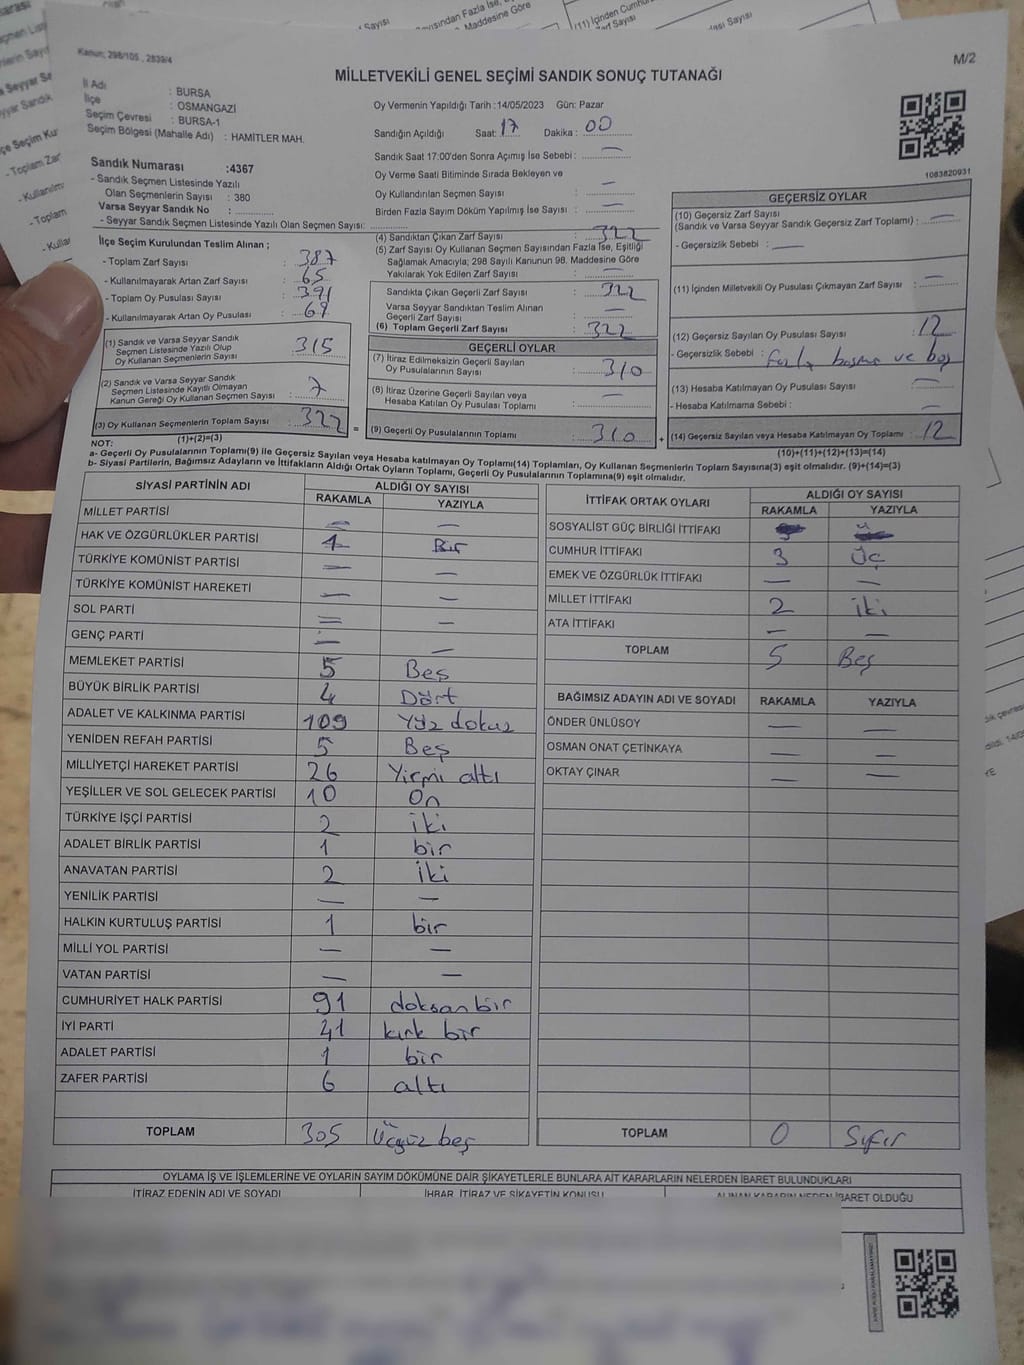 Kanun; 298/105 , 2839/4
M/2
MİLLETVEKİLİ GENEL SEÇİMİ SANDIK SONUÇ TUTANAĞI
İl Adı : BURSA
İlçe : OSMANGAZİ
Seçim Çevresi : BURSA-1
Seçim Bölgesi (Mahalle Adı) : HAMİTLER MAH.
Sandık Numarası :4367
- Sandık Seçmen Listesinde Yazılı
Olan Seçmenlerin Sayısı : 380
Varsa Seyyar Sandık No :
- Seyyar Sandık Seçmen Listesinde Yazılı Olan Seçmen Sayısı:
Oy Vermenin Yapıldığı Tarih :14/05/2023 Gün: Pazar
Sandığın Açıldığı Saat: 17 Dakika : 00
Sandık Saat 17:00'den Sonra Açımış İse Sebebi : —
Oy Verme Saati Bitiminde Sırada Bekleyen ve
Oy Kullandırılan Seçmen Sayısı : —
Birden Fazla Sayım Döküm Yapılmış İse Sayısı : —
1083820931
İlçe Seçim Kurulundan Teslim Alınan ;
- Toplam Zarf Sayısı : 387
- Kullanılmayarak Artan Zarf Sayısı : 65
- Toplam Oy Pusulası Sayısı : 391
- Kullanılmayarak Artan Oy Pusulası : 69
(1) Sandık ve Varsa Seyyar Sandık
Seçmen Listesinde Yazılı Olup
Oy Kullanan Seçmenlerin Sayısı : 315
(2) Sandık ve Varsa Seyyar Sandık
Seçmen Listesinde Kayıtlı Olmayan
Kanun Gereği Oy Kullanan Seçmen Sayısı : 7
(3) Oy Kullanan Seçmenlerin Toplam Sayısı : 322 =
(1)+(2)=(3)
(4) Sandıktan Çıkan Zarf Sayısı : 322
(5) Zarf Sayısı Oy Kullanan Seçmen Sayısından Fazla İse, Eşitliği
Sağlamak Amacıyla; 298 Sayılı Kanunun 98. Maddesine Göre
Yakılarak Yok Edilen Zarf Sayısı : —
Sandıkta Çıkan Geçerli Zarf Sayısı : 322
Varsa Seyyar Sandıktan Teslim Alınan
Geçerli Zarf Sayısı : —
(6) Toplam Geçerli Zarf Sayısı : 322
GEÇERLİ OYLAR
(7) İtiraz Edilmeksizin Geçerli Sayılan
Oy Pusulalarının Sayısı : 310
(8) İtiraz Üzerine Geçerli Sayılan veya
Hesaba Katılan Oy Pusulası Toplamı : —
(9) Geçerli Oy Pusulalarının Toplamı : 310 +
GEÇERSİZ OYLAR
(10) Geçersiz Zarf Sayısı
(Sandık ve Varsa Seyyar Sandık Geçersiz Zarf Toplamı) : —
- Geçersizlik Sebebi : —
(11) İçinden Milletvekili Oy Pusulası Çıkmayan Zarf Sayısı : —
(12) Geçersiz Sayılan Oy Pusulası Sayısı : 12
- Geçersizlik Sebebi : fazla basma ve boş
(13) Hesaba Katılmayan Oy Pusulası Sayısı : —
- Hesaba Katılmama Sebebi : —
(14) Geçersiz Sayılan veya Hesaba Katılmayan Oy Toplamı : 12
(10)+(11)+(12)+(13)=(14)
NOT:
a- Geçerli Oy Pusulalarının Toplamı(9) ile Geçersiz Sayılan veya Hesaba katılmayan Oy Toplamı(14) Toplamları, Oy Kullanan Seçmenlerin Toplam Sayısına(3) eşit olmalıdır. (9)+(14)=(3)
b- Siyasi Partilerin, Bağımsız Adayların ve İttifakların Aldığı Ortak Oyların Toplamı, Geçerli Oy Pusulalarının Toplamına(9) eşit olmalıdır.
SİYASİ PARTİNİN ADI ALDIĞI OY SAYISI
RAKAMLA YAZIYLA
MİLLET PARTİSİ — —
HAK VE ÖZGÜRLÜKLER PARTİSİ 1 Bir
TÜRKİYE KOMÜNİST PARTİSİ — —
TÜRKİYE KOMÜNİST HAREKETİ — —
SOL PARTİ — —
GENÇ PARTİ — —
MEMLEKET PARTİSİ 5 Beş
BÜYÜK BİRLİK PARTİSİ 4 Dört
ADALET VE KALKINMA PARTİSİ 109 Yüz dokuz
YENİDEN REFAH PARTİSİ 5 Beş
MİLLİYETÇİ HAREKET PARTİSİ 26 Yirmi altı
YEŞİLLER VE SOL GELECEK PARTİSİ 10 On
TÜRKİYE İŞÇİ PARTİSİ 2 iki
ADALET BİRLİK PARTİSİ 1 bir
ANAVATAN PARTİSİ 2 iki
YENİLİK PARTİSİ — —
HALKIN KURTULUŞ PARTİSİ 1 bir
MİLLİ YOL PARTİSİ — —
VATAN PARTİSİ — —
CUMHURİYET HALK PARTİSİ 91 doksan bir
İYİ PARTİ 41 kırk bir
ADALET PARTİSİ 1 bir
ZAFER PARTİSİ 6 altı
TOPLAM 305 Üçyüz beş
İTTİFAK ORTAK OYLARI ALDIĞI OY SAYISI
RAKAMLA YAZIYLA
SOSYALİST GÜÇ BİRLİĞİ İTTİFAKI
CUMHUR İTTİFAKI 3 Üç
EMEK VE ÖZGÜRLÜK İTTİFAKI — —
MİLLET İTTİFAKI 2 iki
ATA İTTİFAKI — —
TOPLAM 5 Beş
BAĞIMSIZ ADAYIN ADI VE SOYADI RAKAMLA YAZIYLA
ÖNDER ÜNLÜSOY — —
OSMAN ONAT ÇETİNKAYA — —
OKTAY ÇINAR — —
TOPLAM 0 Sıfır
OYLAMA İŞ VE İŞLEMLERİNE VE OYLARIN SAYIM DÖKÜMÜNE DAİR ŞİKAYETLERLE BUNLARA AİT KARARLARIN NELERDEN İBARET BULUNDUKLARI
İTİRAZ EDENİN ADI VE SOYADI İHBAR, İTİRAZ VE ŞİKAYETİN KONUSU ALINAN KARARIN NEDEN İBARET OLDUĞU